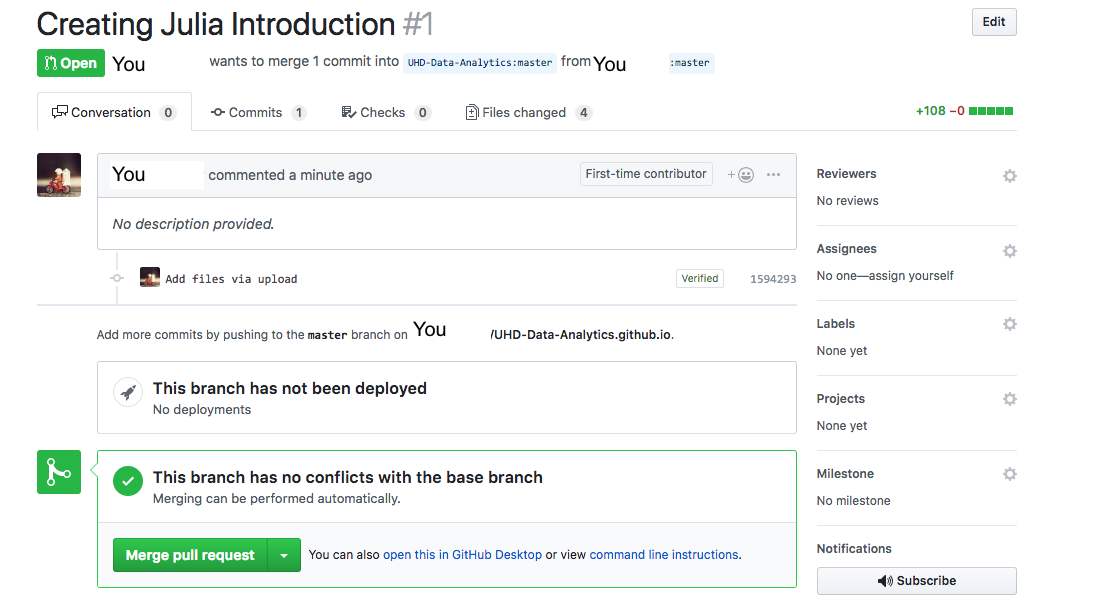 Creating Julia Introduction #1
Edit
Open You wants to merge 1 commit into UHD-Data-Analytics:master from You :master
Conversation 0 Commits 1 Checks 0 Files changed 4 +108 −0
You commented a minute ago First-time contributor
No description provided.
Add files via upload Verified 1594293
Add more commits by pushing to the master branch on You /UHD-Data-Analytics.github.io.
This branch has not been deployed
No deployments
This branch has no conflicts with the base branch
Merging can be performed automatically.
Merge pull request You can also open this in GitHub Desktop or view command line instructions.
Reviewers
No reviews
Assignees
No one—assign yourself
Labels
None yet
Projects
None yet
Milestone
No milestone
Notifications
Subscribe